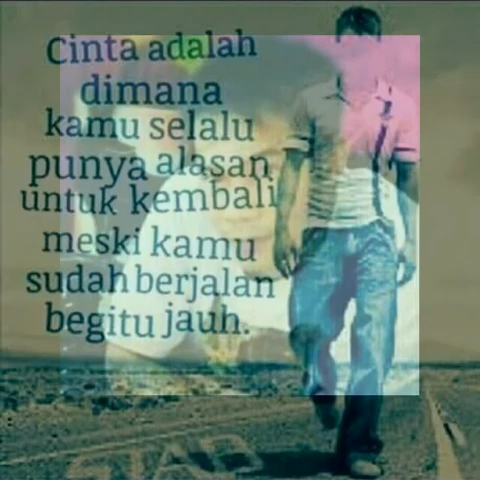 Cinta adalah
dimana
kamu selalu
punya alasan
untuk kembali
meski kamu
sudah berjalan
begitu jauh.